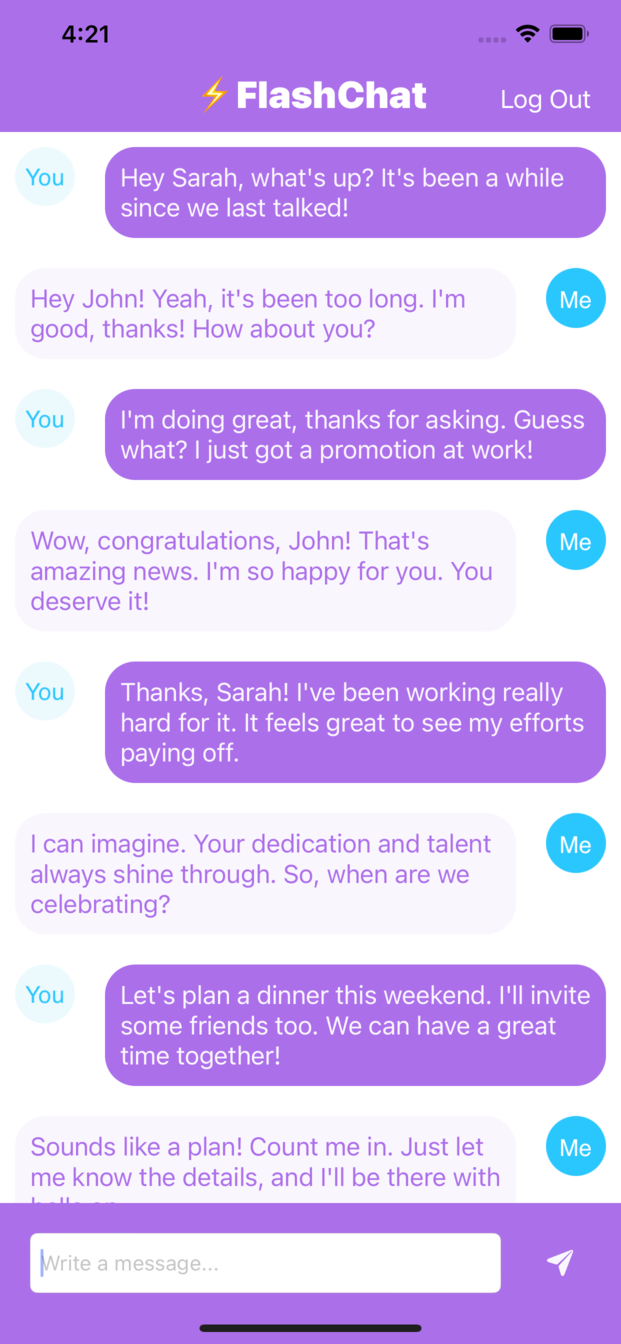 4:21
⚡️FlashChat
Log Out
You
Hey Sarah, what's up? It's been a while
since we last talked!
Hey John! Yeah, it's been too long. I'm
good, thanks! How about you?
Me
You
I'm doing great, thanks for asking. Guess
what? I just got a promotion at work!
Wow, congratulations, John! That's
amazing news. I'm so happy for you. You
deserve it!
Me
You
Thanks, Sarah! I've been working really
hard for it. It feels great to see my efforts
paying off.
I can imagine. Your dedication and talent
always shine through. So, when are we
celebrating?
Me
You
Let's plan a dinner this weekend. I'll invite
some friends too. We can have a great
time together!
Sounds like a plan! Count me in. Just let
me know the details, and I'll be there with
Me
Write a message...